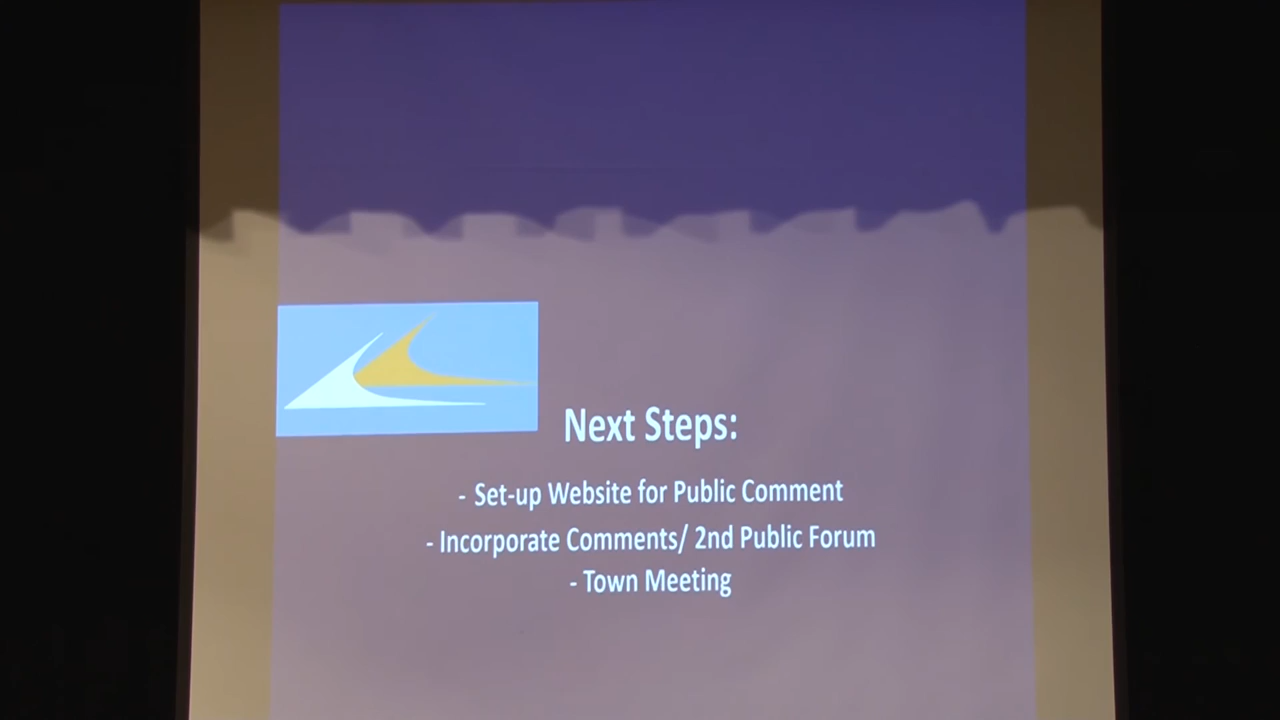 Next Steps:
- Set-up Website for Public Comment
- Incorporate Comments/ 2nd Public Forum
- Town Meeting